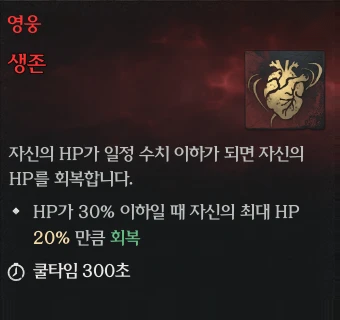 영웅
생존
자신의 HP가 일정 수치 이하가 되면 자신의
HP를 회복합니다.
◆ HP가 30% 이하일 때 자신의 최대 HP
20% 만큼 회복
쿨타임 300초